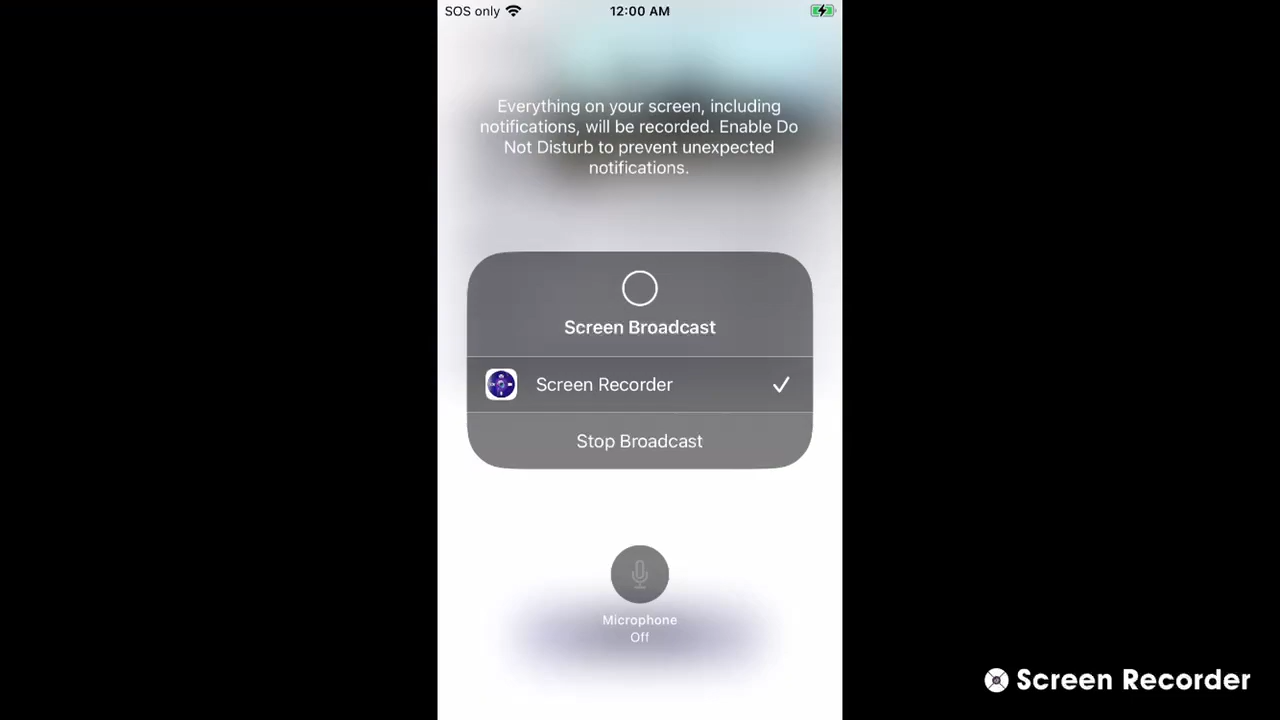 SOS only
12:00 AM
Everything on your screen, including
notifications, will be recorded. Enable Do
Not Disturb to prevent unexpected
notifications.
Screen Broadcast
Screen Recorder
Stop Broadcast
Microphone
Off
Screen Recorder